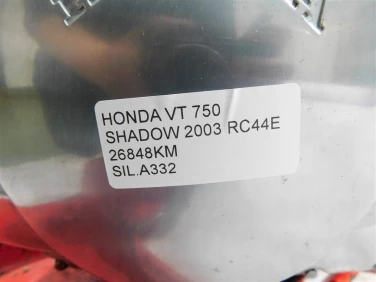 HONDA VT 750
SHADOW 2003 RC44E
26848KM
SIL.A332